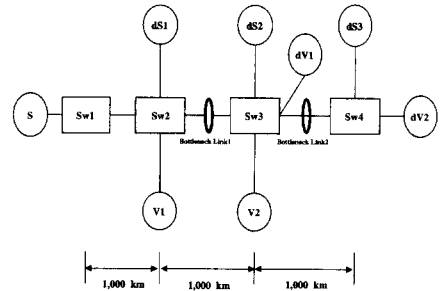 dS1
dS2
dS3
dV1
S
Sw1
Sw2
Sw3
Sw4
dV2
Bottleneck Link1
Bottleneck Link2
V1
V2
1,000 km
1,000 km
1,000 km